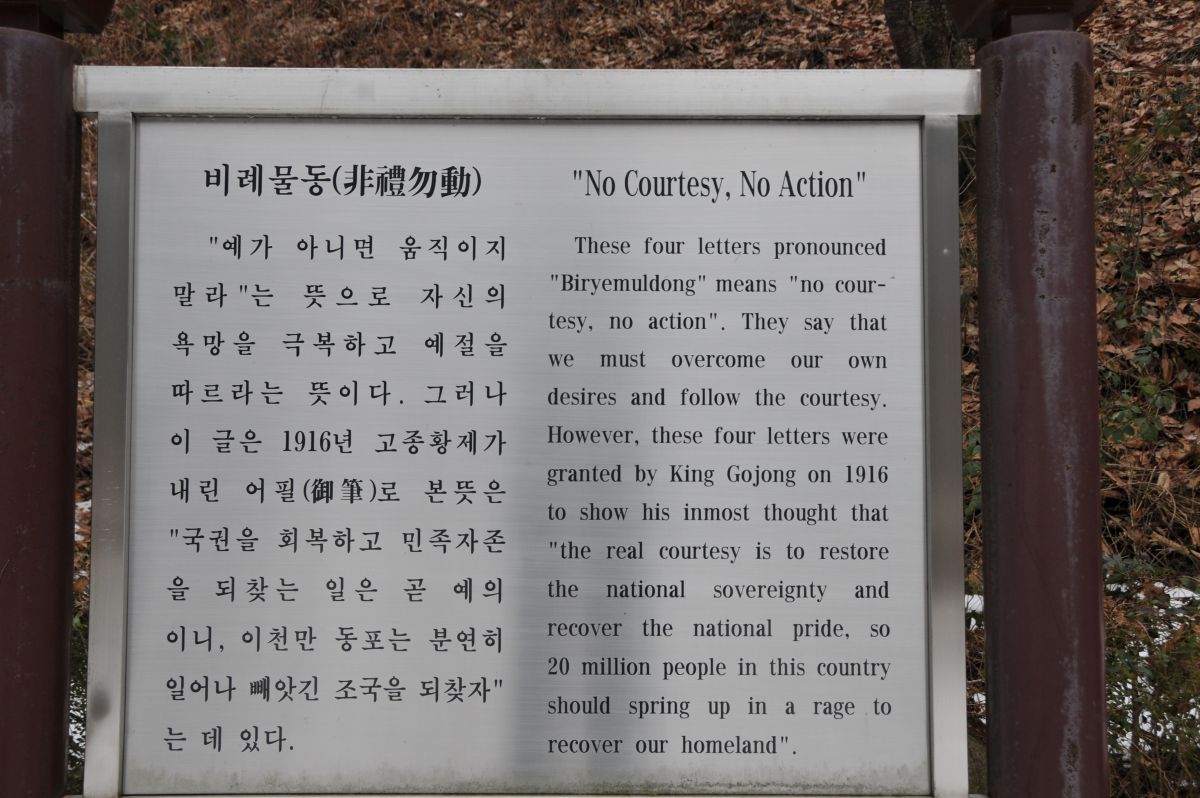 비례물동(非禮勿動)
"예가 아니면 움직이지
말라"는 뜻으로 자신의
욕망을 극복하고 예절을
따르라는 뜻이다. 그러나
이 글은 1916년 고종황제가
내린 어필(御筆)로 본뜻은
"국권을 회복하고 민족자존
을 되찾는 일은 곧 예의
이니, 이천만 동포는 분연히
일어나 빼앗긴 조국을 되찾자"
는 데 있다.
"No Courtesy, No Action"
These four letters pronounced
"Biryemuldong" means "no cour-
tesy, no action". They say that
we must overcome our own
desires and follow the courtesy.
However, these four letters were
granted by King Gojong on 1916
to show his inmost thought that
"the real courtesy is to restore
the national sovereignty and
recover the national pride, so
20 million people in this country
should spring up in a rage to
recover our homeland".